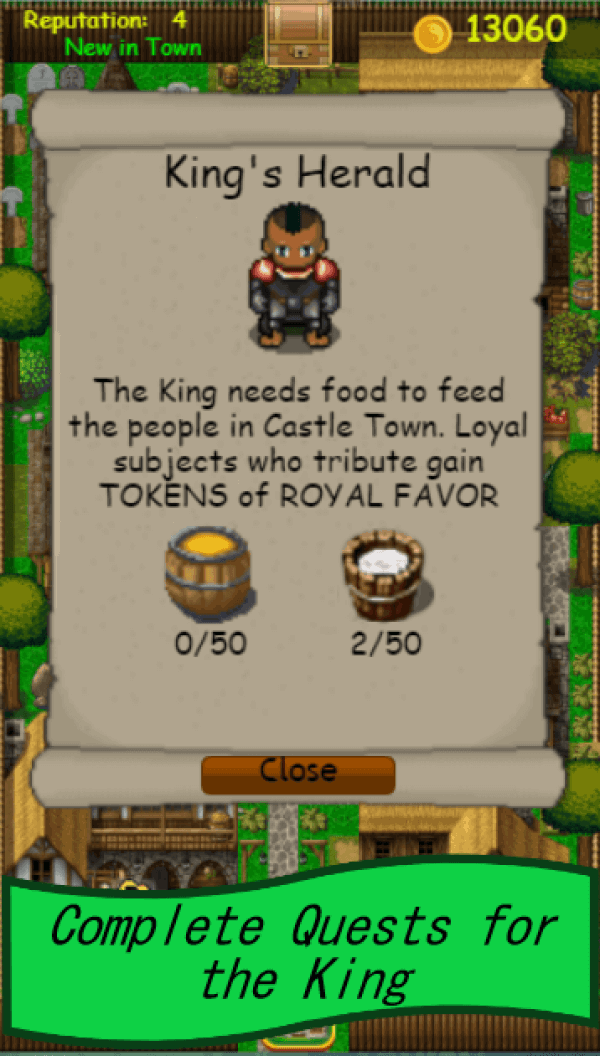 Reputation: 4
New in Town
13060
King's Herald
The King needs food to feed
the people in Castle Town. Loyal
subjects who tribute gain
TOKENS of ROYAL FAVOR
0/50
2/50
Close
Complete Quests for
the King